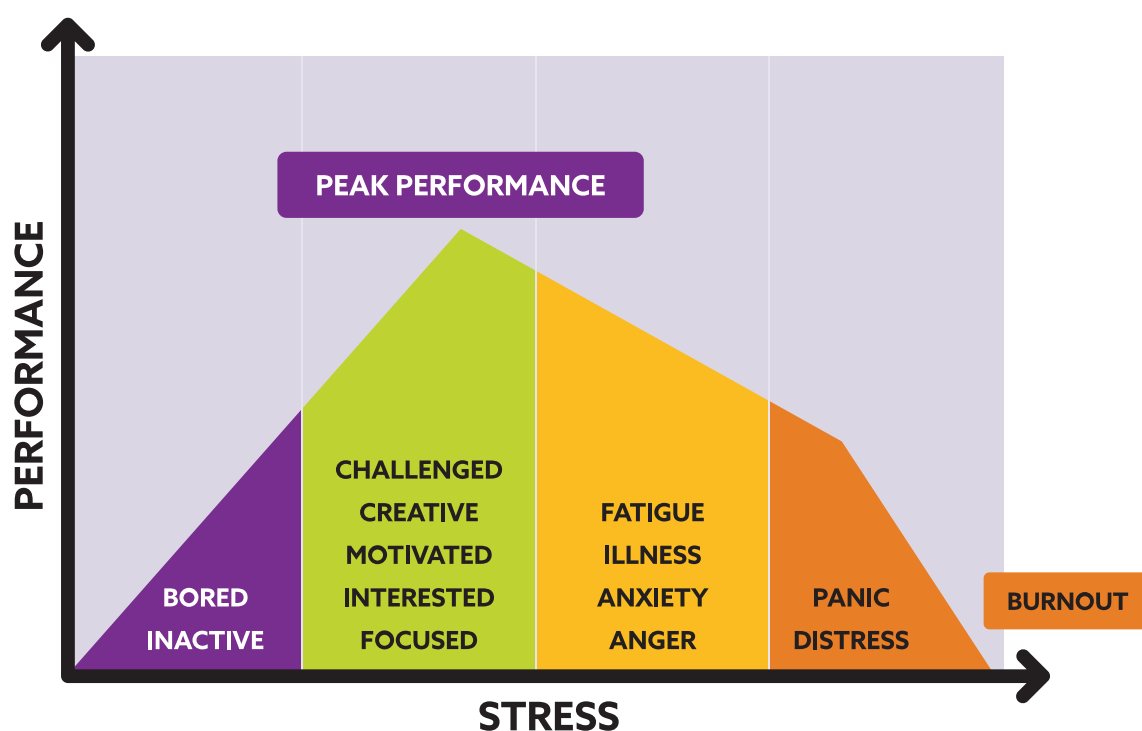 PERFORMANCE
PEAK PERFORMANCE
BORED
INACTIVE
CHALLENGED
CREATIVE
MOTIVATED
INTERESTED
FOCUSED
FATIGUE
ILLNESS
ANXIETY
ANGER
PANIC
DISTRESS
BURNOUT
STRESS